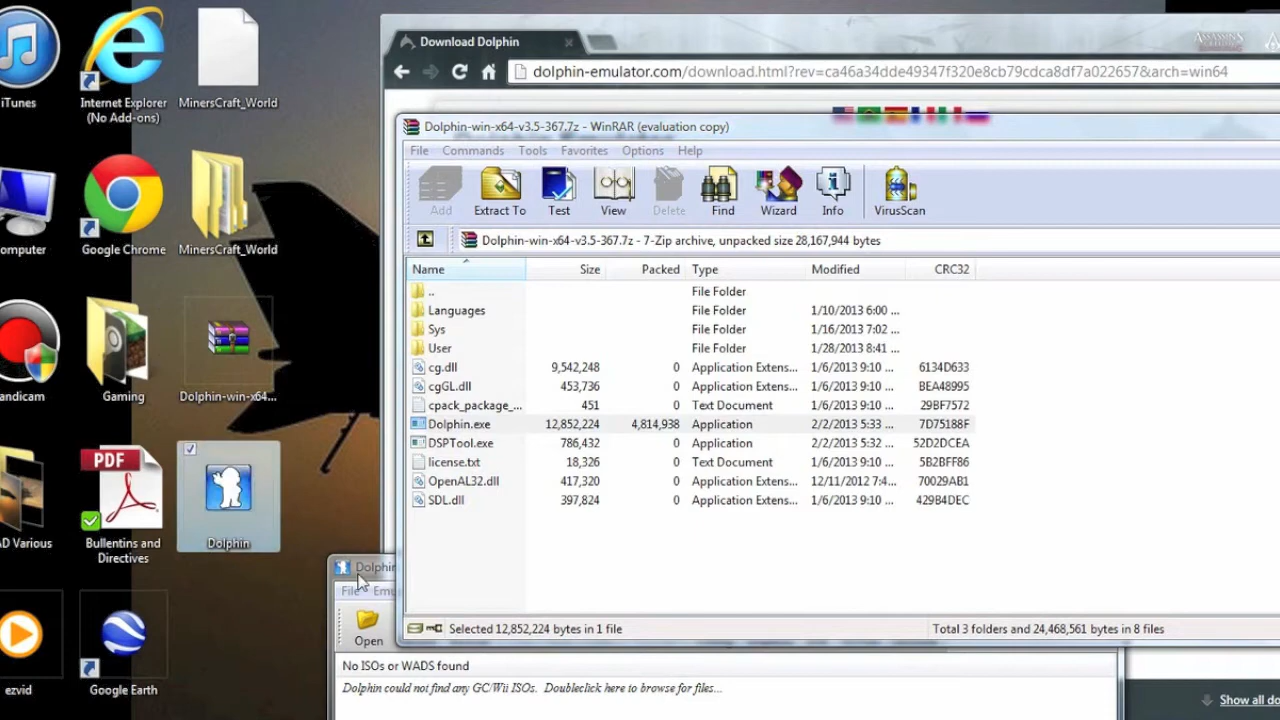 iTunes
Internet Explorer
(No Add-ons)
MinersCraft_World
omputer
Google Chrome
MinersCraft_World
andicam
Gaming
Dolphin-win-x64...
PDF
AD Various
Bullentins and
Directives
Dolphin
ezvid
Google Earth
Download Dolphin
dolphin-emulator.com/download.html?rev=ca46a34dde49347f320e8cb79cdca8df7a022657&arch=win64
Dolphin-win-x64-v3.5-367.7z - WinRAR (evaluation copy)
File Commands Tools Favorites Options Help
Add Extract To Test View Delete Find Wizard Info VirusScan
Dolphin-win-x64-v3.5-367.7z - 7-Zip archive, unpacked size 28,167,944 bytes
Name Size Packed Type Modified CRC32
.. File Folder
Languages File Folder 1/10/2013 6:00 ...
Sys File Folder 1/16/2013 7:02 ...
User File Folder 1/28/2013 8:41 ...
cg.dll 9,542,248 0 Application Extens... 1/6/2013 9:10 ... 6134D633
cgGL.dll 453,736 0 Application Extens... 1/6/2013 9:10 ... BEA48995
cpack_package_... 451 0 Text Document 1/6/2013 9:10 ... 29BF7572
Dolphin.exe 12,852,224 4,814,938 Application 2/2/2013 5:33 ... 7D75188F
DSPTool.exe 786,432 0 Application 2/2/2013 5:32 ... 52D2DCEA
license.txt 18,326 0 Text Document 1/6/2013 9:10 ... 5B2BFF86
OpenAL32.dll 417,320 0 Application Extens... 12/11/2012 7:4... 70029AB1
SDL.dll 397,824 0 Application Extens... 1/6/2013 9:10 ... 429B4DEC
Selected 12,852,224 bytes in 1 file Total 3 folders and 24,468,561 bytes in 8 files
Dolphin
File Emu
Open
No ISOs or WADS found
Dolphin could not find any GC/Wii ISOs. Doubleclick here to browse for files...
Show all do